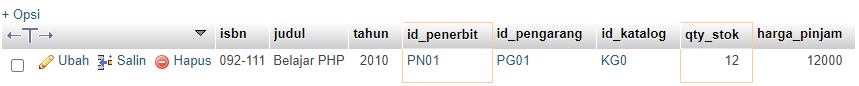 + Opsi
isbn judul tahun id_penerbit id_pengarang id_katalog qty_stok harga_pinjam
Ubah Salin Hapus 092-111 Belajar PHP 2010 PN01 PG01 KG0 12 12000